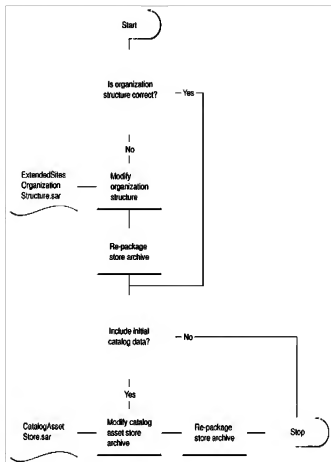 Start
Is organization
structure correct?
Yes
No
ExtendedSites
Organization
Structure.sar
Modify
organization
structure
Re-package
store archive
Include initial
catalog data?
No
Yes
CatalogAsset
Store.sar
Modify catalog
asset store
archive
Re-package
store archive
Stop